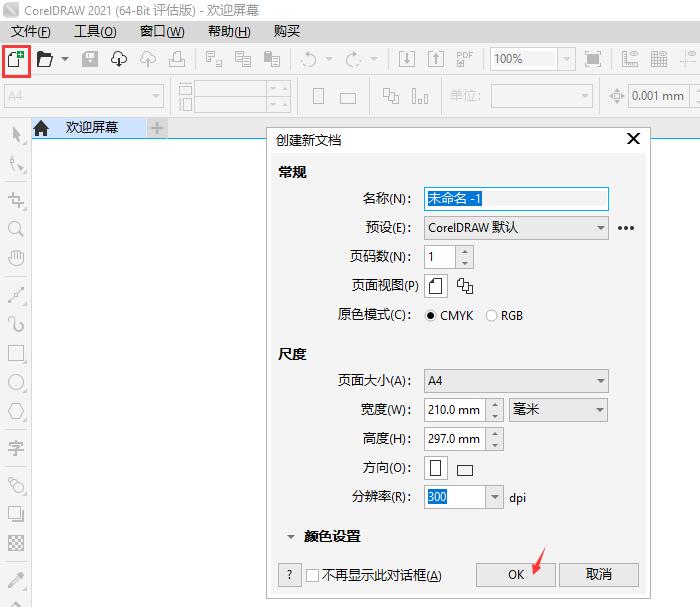 CorelDRAW 2021 (64-Bit 评估版) - 欢迎屏幕
文件(F) 工具(O) 窗口(W) 帮助(H) 购买
PDF 100%
A4 单位: 0.001 mm
欢迎屏幕
创建新文档
常规
名称(N): 未命名 -1
预设(E): CorelDRAW 默认
页码数(N): 1
页面视图(P)
原色模式(C): CMYK RGB
尺度
页面大小(A): A4
宽度(W): 210.0 mm 毫米
高度(H): 297.0 mm
方向(O):
分辨率(R): 300 dpi
颜色设置
? 不再显示此对话框(A) OK 取消
字